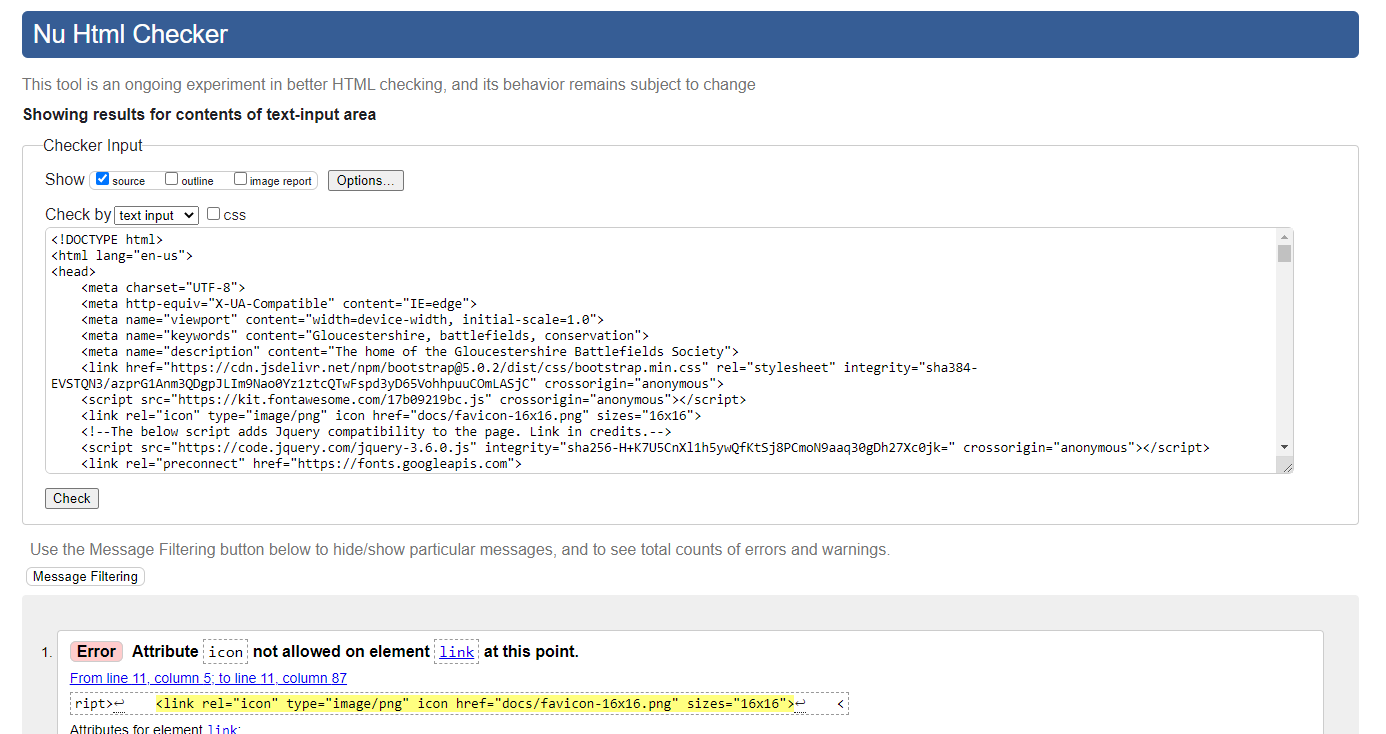 Nu Html Checker
This tool is an ongoing experiment in better HTML checking, and its behavior remains subject to change
Showing results for contents of text-input area
Checker Input
Show source outline image report Options...
Check by text input css
<!DOCTYPE html>
<html lang="en-us">
<head>
    <meta charset="UTF-8">
    <meta http-equiv="X-UA-Compatible" content="IE=edge">
    <meta name="viewport" content="width=device-width, initial-scale=1.0">
    <meta name="keywords" content="Gloucestershire, battlefields, conservation">
    <meta name="description" content="The home of the Gloucestershire Battlefields Society">
    <link href="https://cdn.jsdelivr.net/npm/bootstrap@5.0.2/dist/css/bootstrap.min.css" rel="stylesheet" integrity="sha384-
EVSTQN3/azprG1Anm3QDgpJLIm9Nao0Yz1ztcQTwFspd3yD65VohhpuuCOmLASjC" crossorigin="anonymous">
    <script src="https://kit.fontawesome.com/17b09219bc.js" crossorigin="anonymous"></script>
    <link rel="icon" type="image/png" icon href="docs/favicon-16x16.png" sizes="16x16">
    <!--The below script adds Jquery compatibility to the page. Link in credits.-->
    <script src="https://code.jquery.com/jquery-3.6.0.js" integrity="sha256-H+K7U5CnXl1h5ywQfKtSj8PCmoN9aaq30gDh27Xc0jk=" crossorigin="anonymous"></script>
    <link rel="preconnect" href="https://fonts.googleapis.com">
Check
Use the Message Filtering button below to hide/show particular messages, and to see total counts of errors and warnings.
Message Filtering
1. Error Attribute icon not allowed on element link at this point.
From line 11, column 5; to line 11, column 87
ript>↩    <link rel="icon" type="image/png" icon href="docs/favicon-16x16.png" sizes="16x16">↩    <
Attributes for element link: